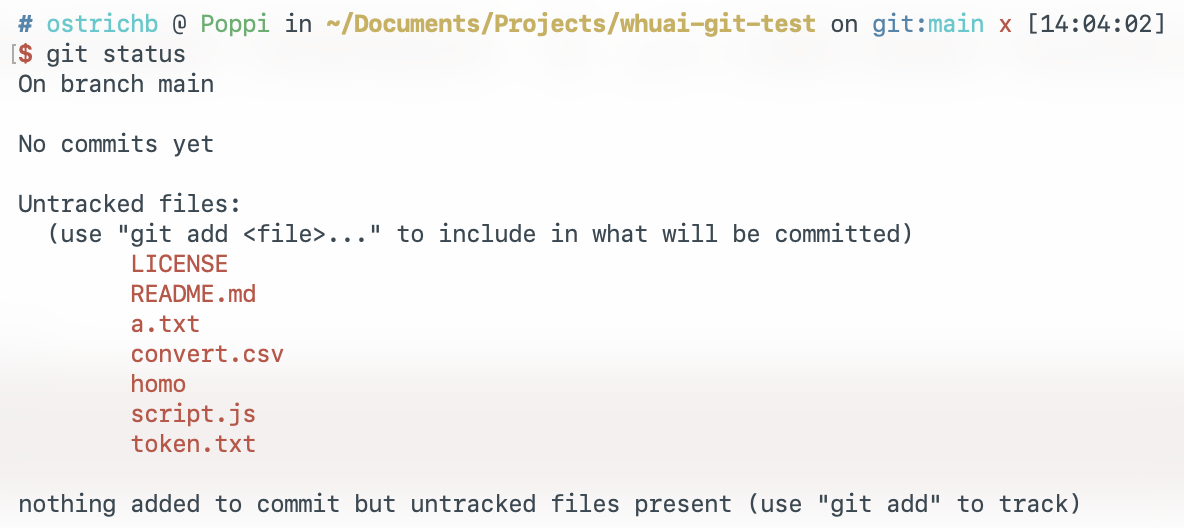 # ostrichb @ Poppi in ~/Documents/Projects/whuai-git-test on git:main x [14:04:02]
[$ git status
On branch main

No commits yet

Untracked files:
  (use "git add <file>..." to include in what will be committed)
        LICENSE
        README.md
        a.txt
        convert.csv
        homo
        script.js
        token.txt

nothing added to commit but untracked files present (use "git add" to track)